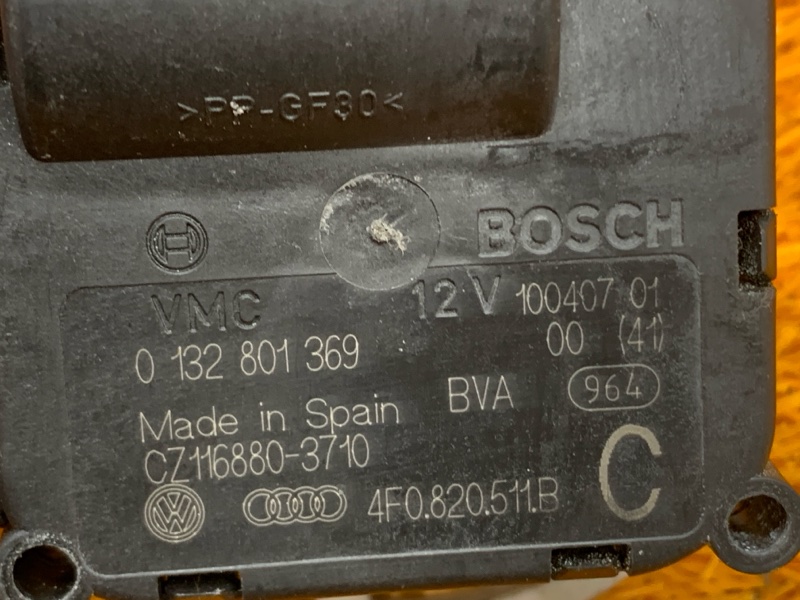 >PP-GF30<
BOSCH
VMC 12V 100407 01
0 132 801 369 00 (41)
Made in Spain BVA 964
CZ116880-3710
4F0.820.511.B C